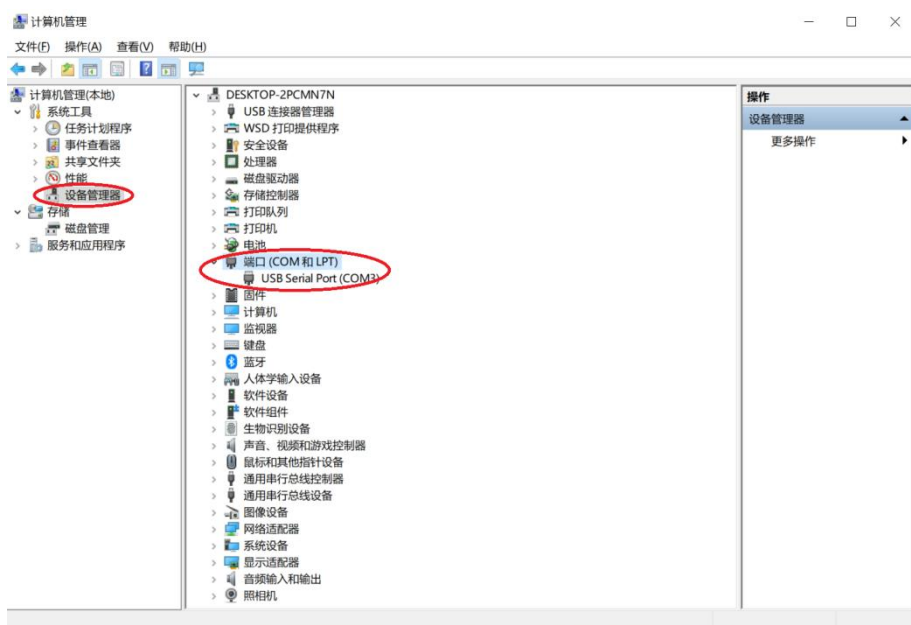 计算机管理
文件(F) 操作(A) 查看(V) 帮助(H)
计算机管理(本地)
系统工具
任务计划程序
事件查看器
共享文件夹
性能
设备管理器
存储
磁盘管理
服务和应用程序
DESKTOP-2PCMN7N
USB 连接器管理器
WSD 打印提供程序
安全设备
处理器
磁盘驱动器
存储控制器
打印队列
打印机
电池
端口 (COM 和 LPT)
USB Serial Port (COM3)
固件
计算机
监视器
键盘
蓝牙
人体学输入设备
软件设备
软件组件
生物识别设备
声音、视频和游戏控制器
鼠标和其他指针设备
通用串行总线控制器
通用串行总线设备
图像设备
网络适配器
系统设备
显示适配器
音频输入和输出
照相机
操作
设备管理器
更多操作